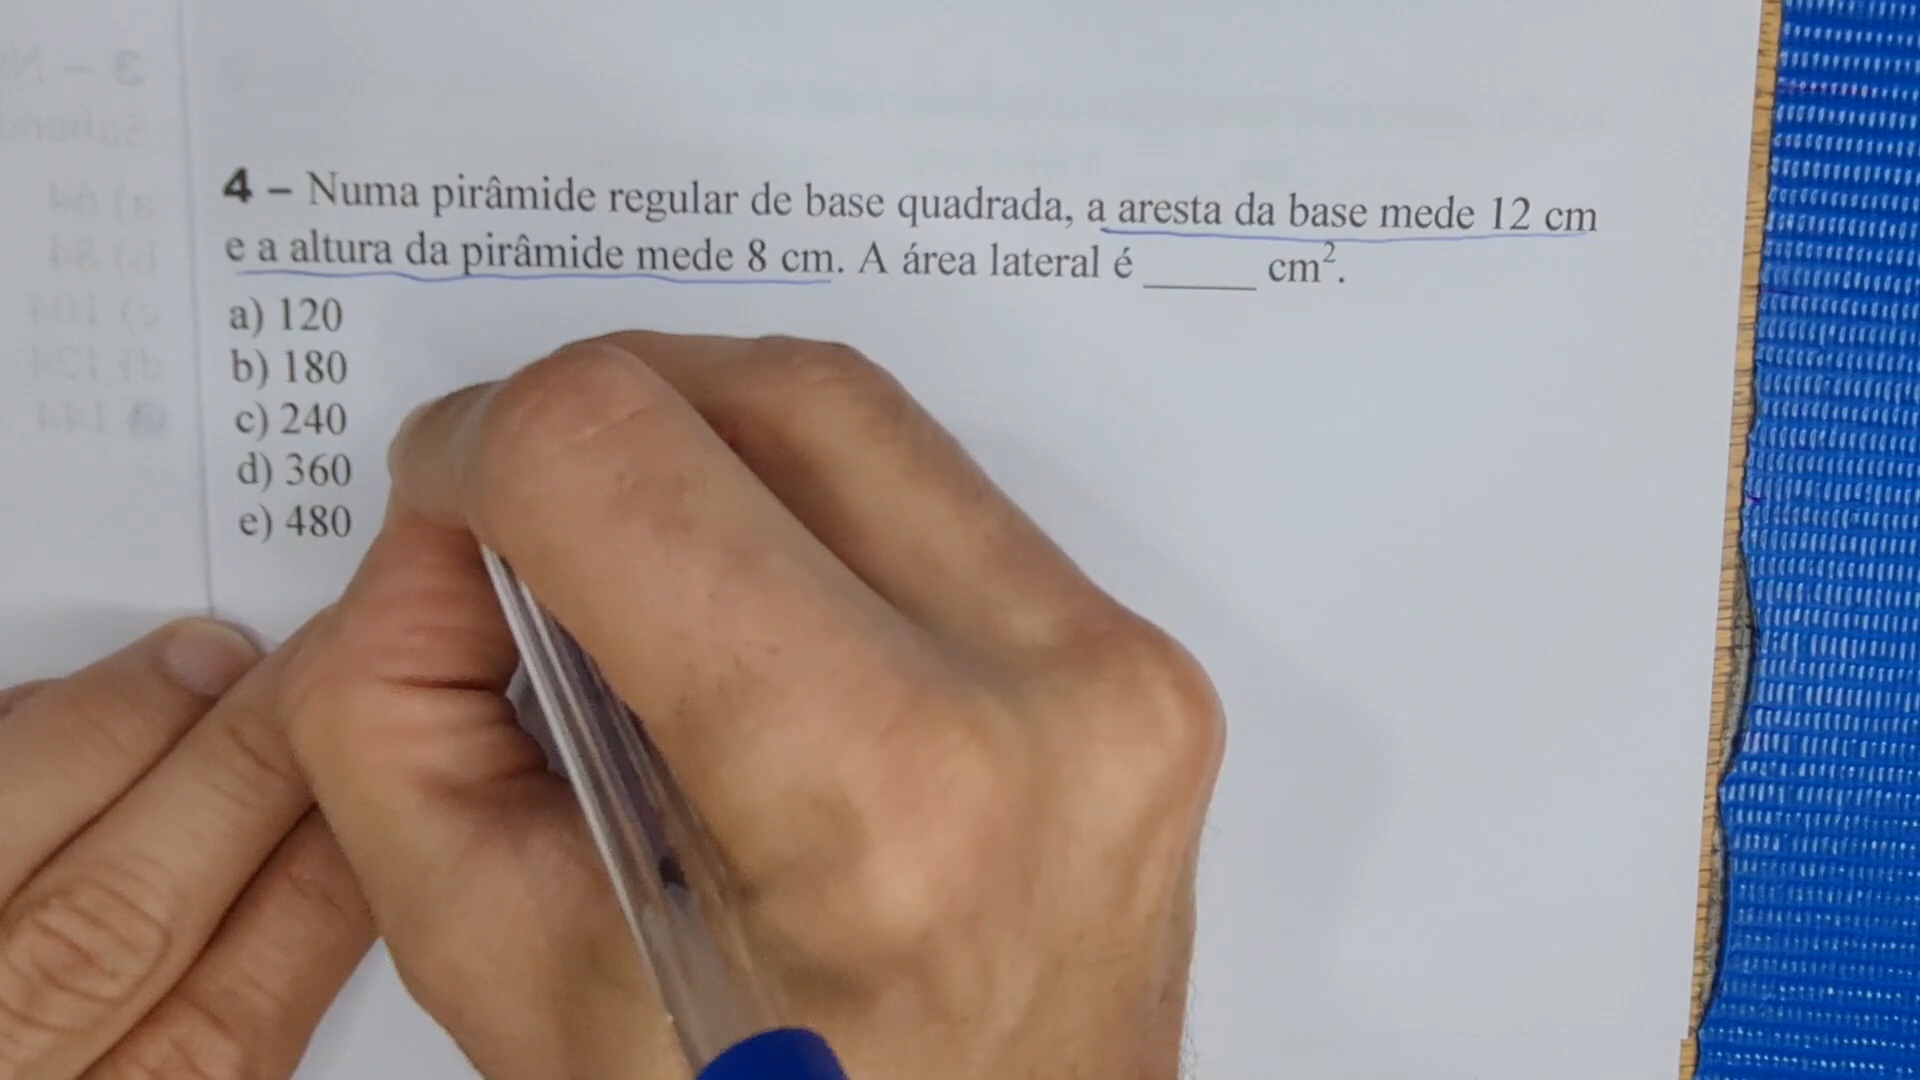 4 – Numa pirâmide regular de base quadrada, a aresta da base mede 12 cm
e a altura da pirâmide mede 8 cm. A área lateral é ______ cm².
a) 120
b) 180
c) 240
d) 360
e) 480